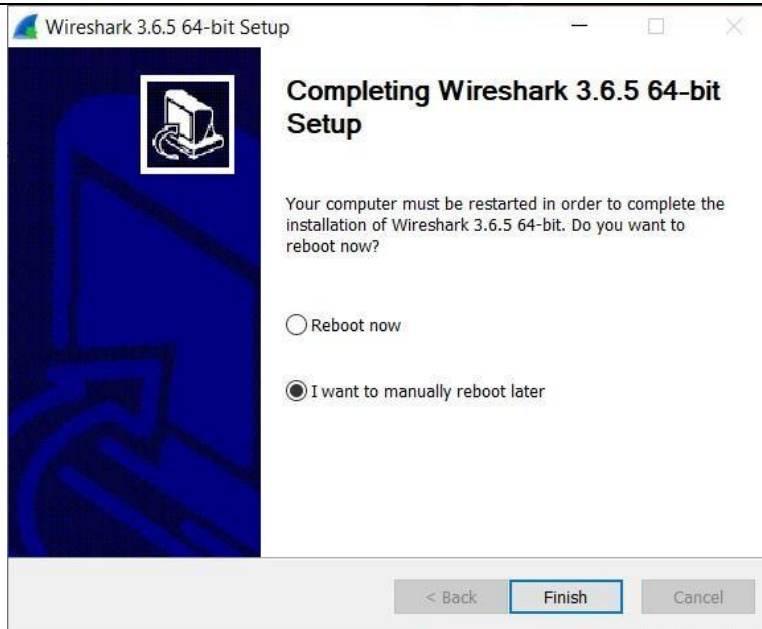 Wireshark 3.6.5 64-bit Setup
Completing Wireshark 3.6.5 64-bit
Setup
Your computer must be restarted in order to complete the
installation of Wireshark 3.6.5 64-bit. Do you want to
reboot now?
Reboot now
I want to manually reboot later
< Back Finish Cancel